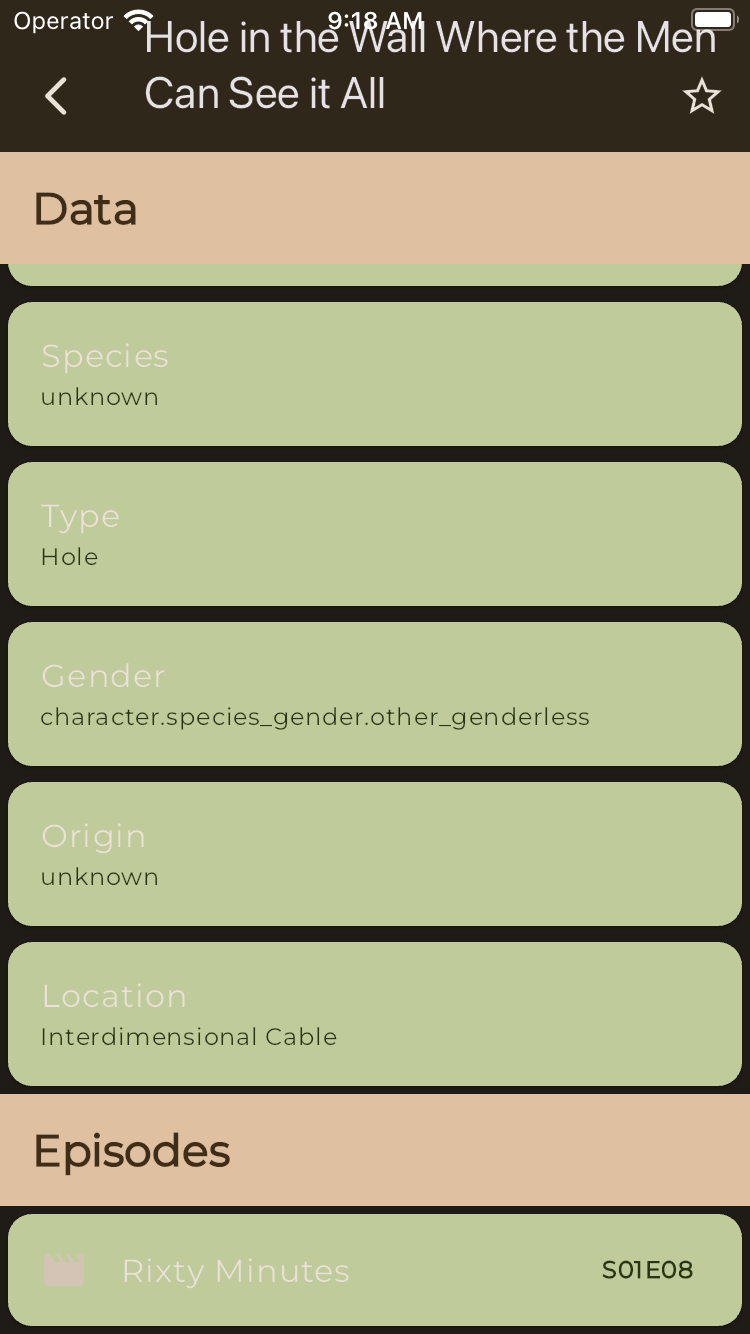 Operator 9:18 AM
Hole in the Wall Where the Men
Can See it All
Data
Species
unknown
Type
Hole
Gender
character.species_gender.other_genderless
Origin
unknown
Location
Interdimensional Cable
Episodes
Rixty Minutes S01E08